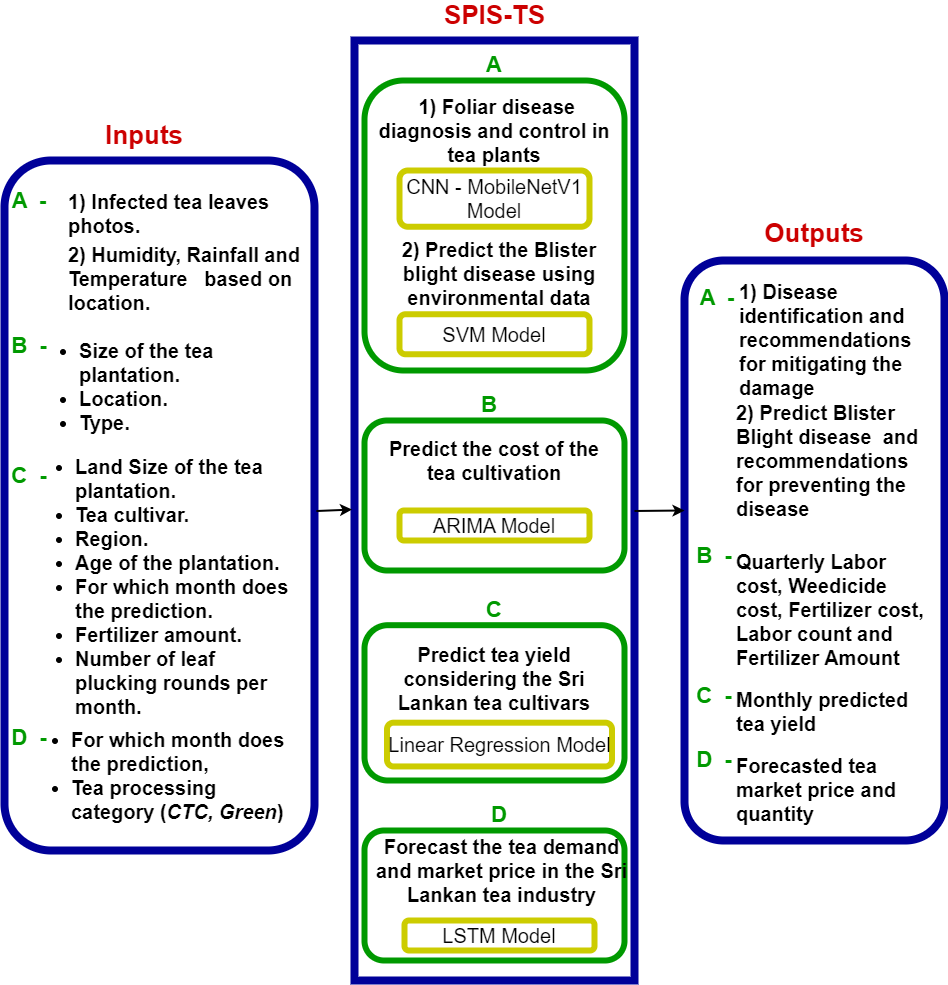 SPIS-TS
Inputs
A -
1) Infected tea leaves
photos.
2) Humidity, Rainfall and
Temperature based on
location.
B -
• Size of the tea
plantation.
• Location.
• Type.
C -
• Land Size of the tea
plantation.
• Tea cultivar.
• Region.
• Age of the plantation.
• For which month does
the prediction.
• Fertilizer amount.
• Number of leaf
plucking rounds per
month.
D -
• For which month does
the prediction,
• Tea processing
category (CTC, Green)
A
1) Foliar disease
diagnosis and control in
tea plants
CNN - MobileNetV1
Model
2) Predict the Blister
blight disease using
environmental data
SVM Model
B
Predict the cost of the
tea cultivation
ARIMA Model
C
Predict tea yield
considering the Sri
Lankan tea cultivars
Linear Regression Model
D
Forecast the tea demand
and market price in the Sri
Lankan tea industry
LSTM Model
Outputs
A -
1) Disease
identification and
recommendations
for mitigating the
damage
2) Predict Blister
Blight disease and
recommendations
for preventing the
disease
B -
Quarterly Labor
cost, Weedicide
cost, Fertilizer cost,
Labor count and
Fertilizer Amount
C -
Monthly predicted
tea yield
D -
Forecasted tea
market price and
quantity